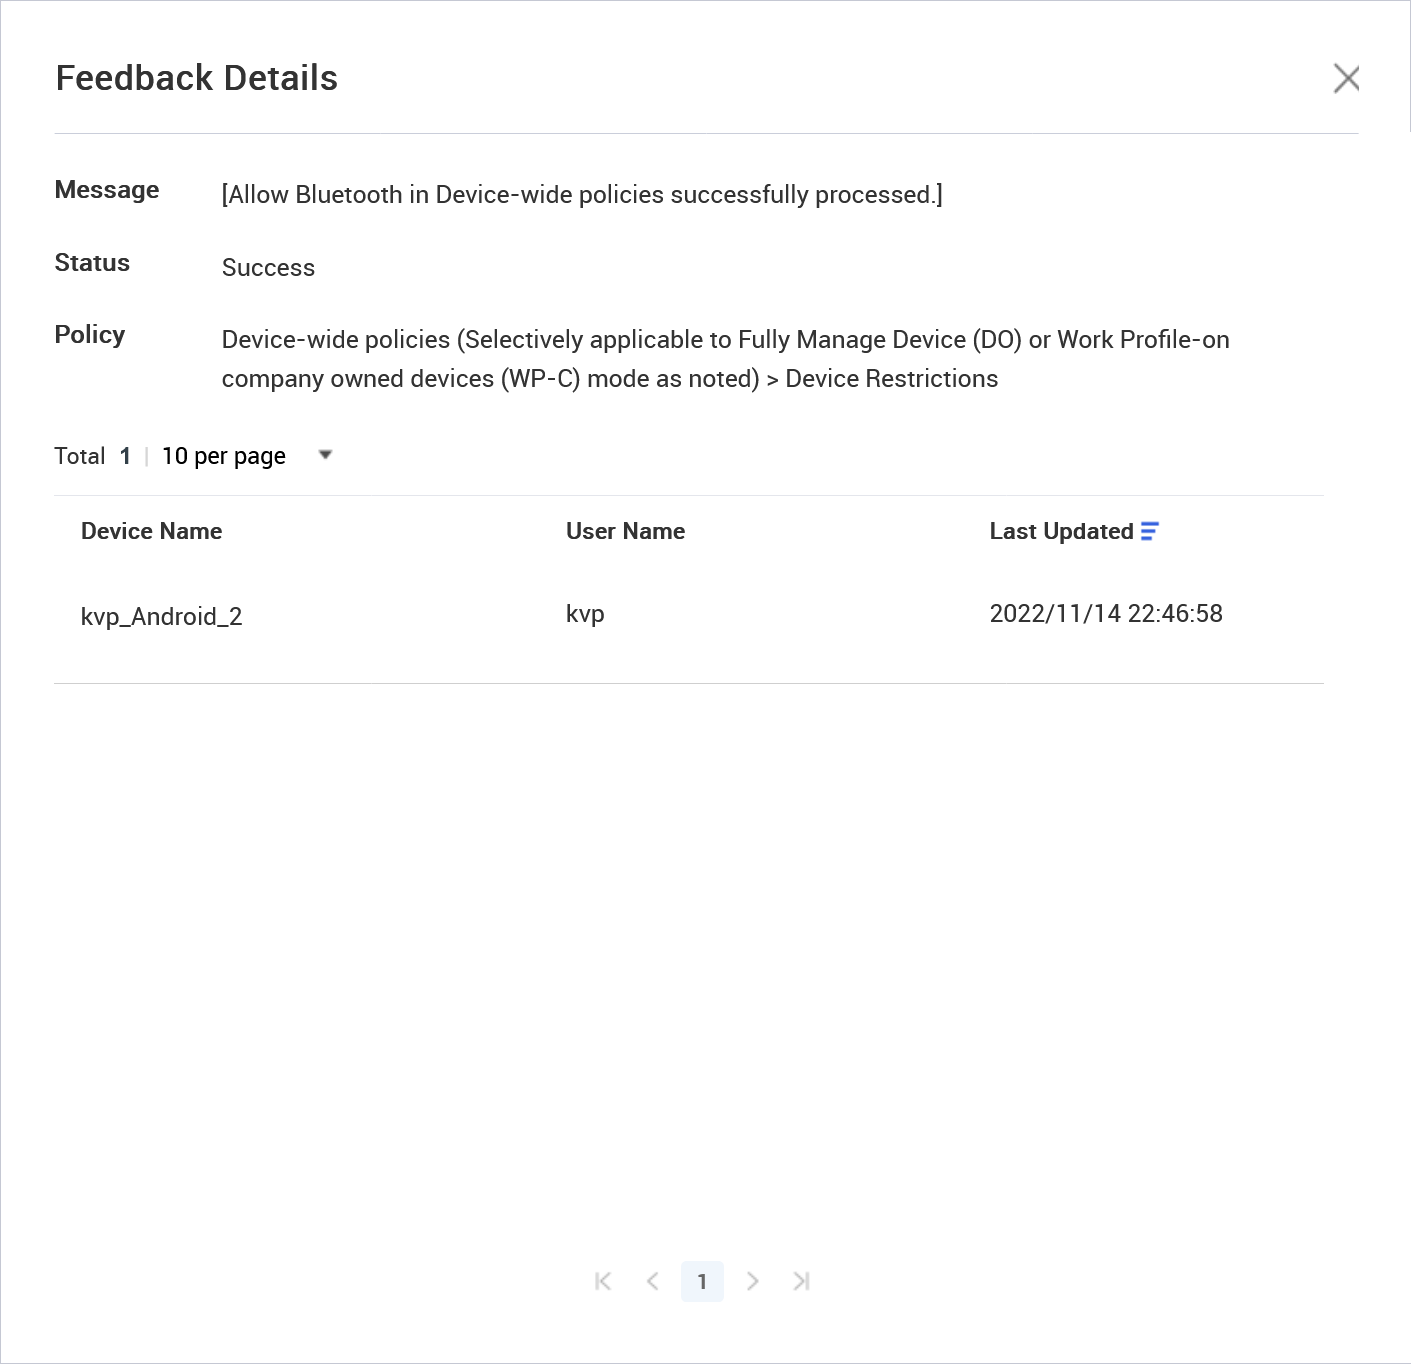 Feedback Details
Message [Allow Bluetooth in Device-wide policies successfully processed.]
Status Success
Policy Device-wide policies (Selectively applicable to Fully Manage Device (DO) or Work Profile-on
company owned devices (WP-C) mode as noted) > Device Restrictions
Total 1 | 10 per page
Device Name User Name Last Updated
kvp_Android_2 kvp 2022/11/14 22:46:58
1